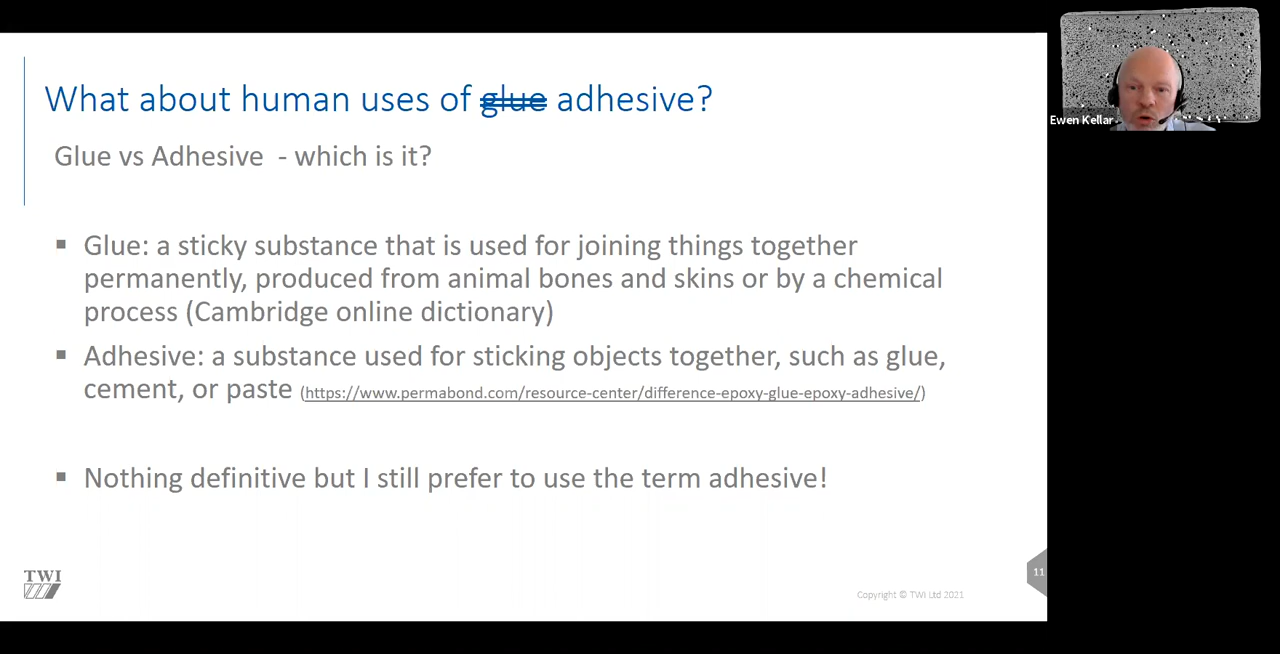 What about human uses of glue adhesive?
Ewen Kellar
Glue vs Adhesive - which is it?
▪ Glue: a sticky substance that is used for joining things together
permanently, produced from animal bones and skins or by a chemical
process (Cambridge online dictionary)
▪ Adhesive: a substance used for sticking objects together, such as glue,
cement, or paste (https://www.permabond.com/resource-center/difference-epoxy-glue-epoxy-adhesive/)
▪ Nothing definitive but I still prefer to use the term adhesive!
TWI
11
Copyright © TWI Ltd 2021